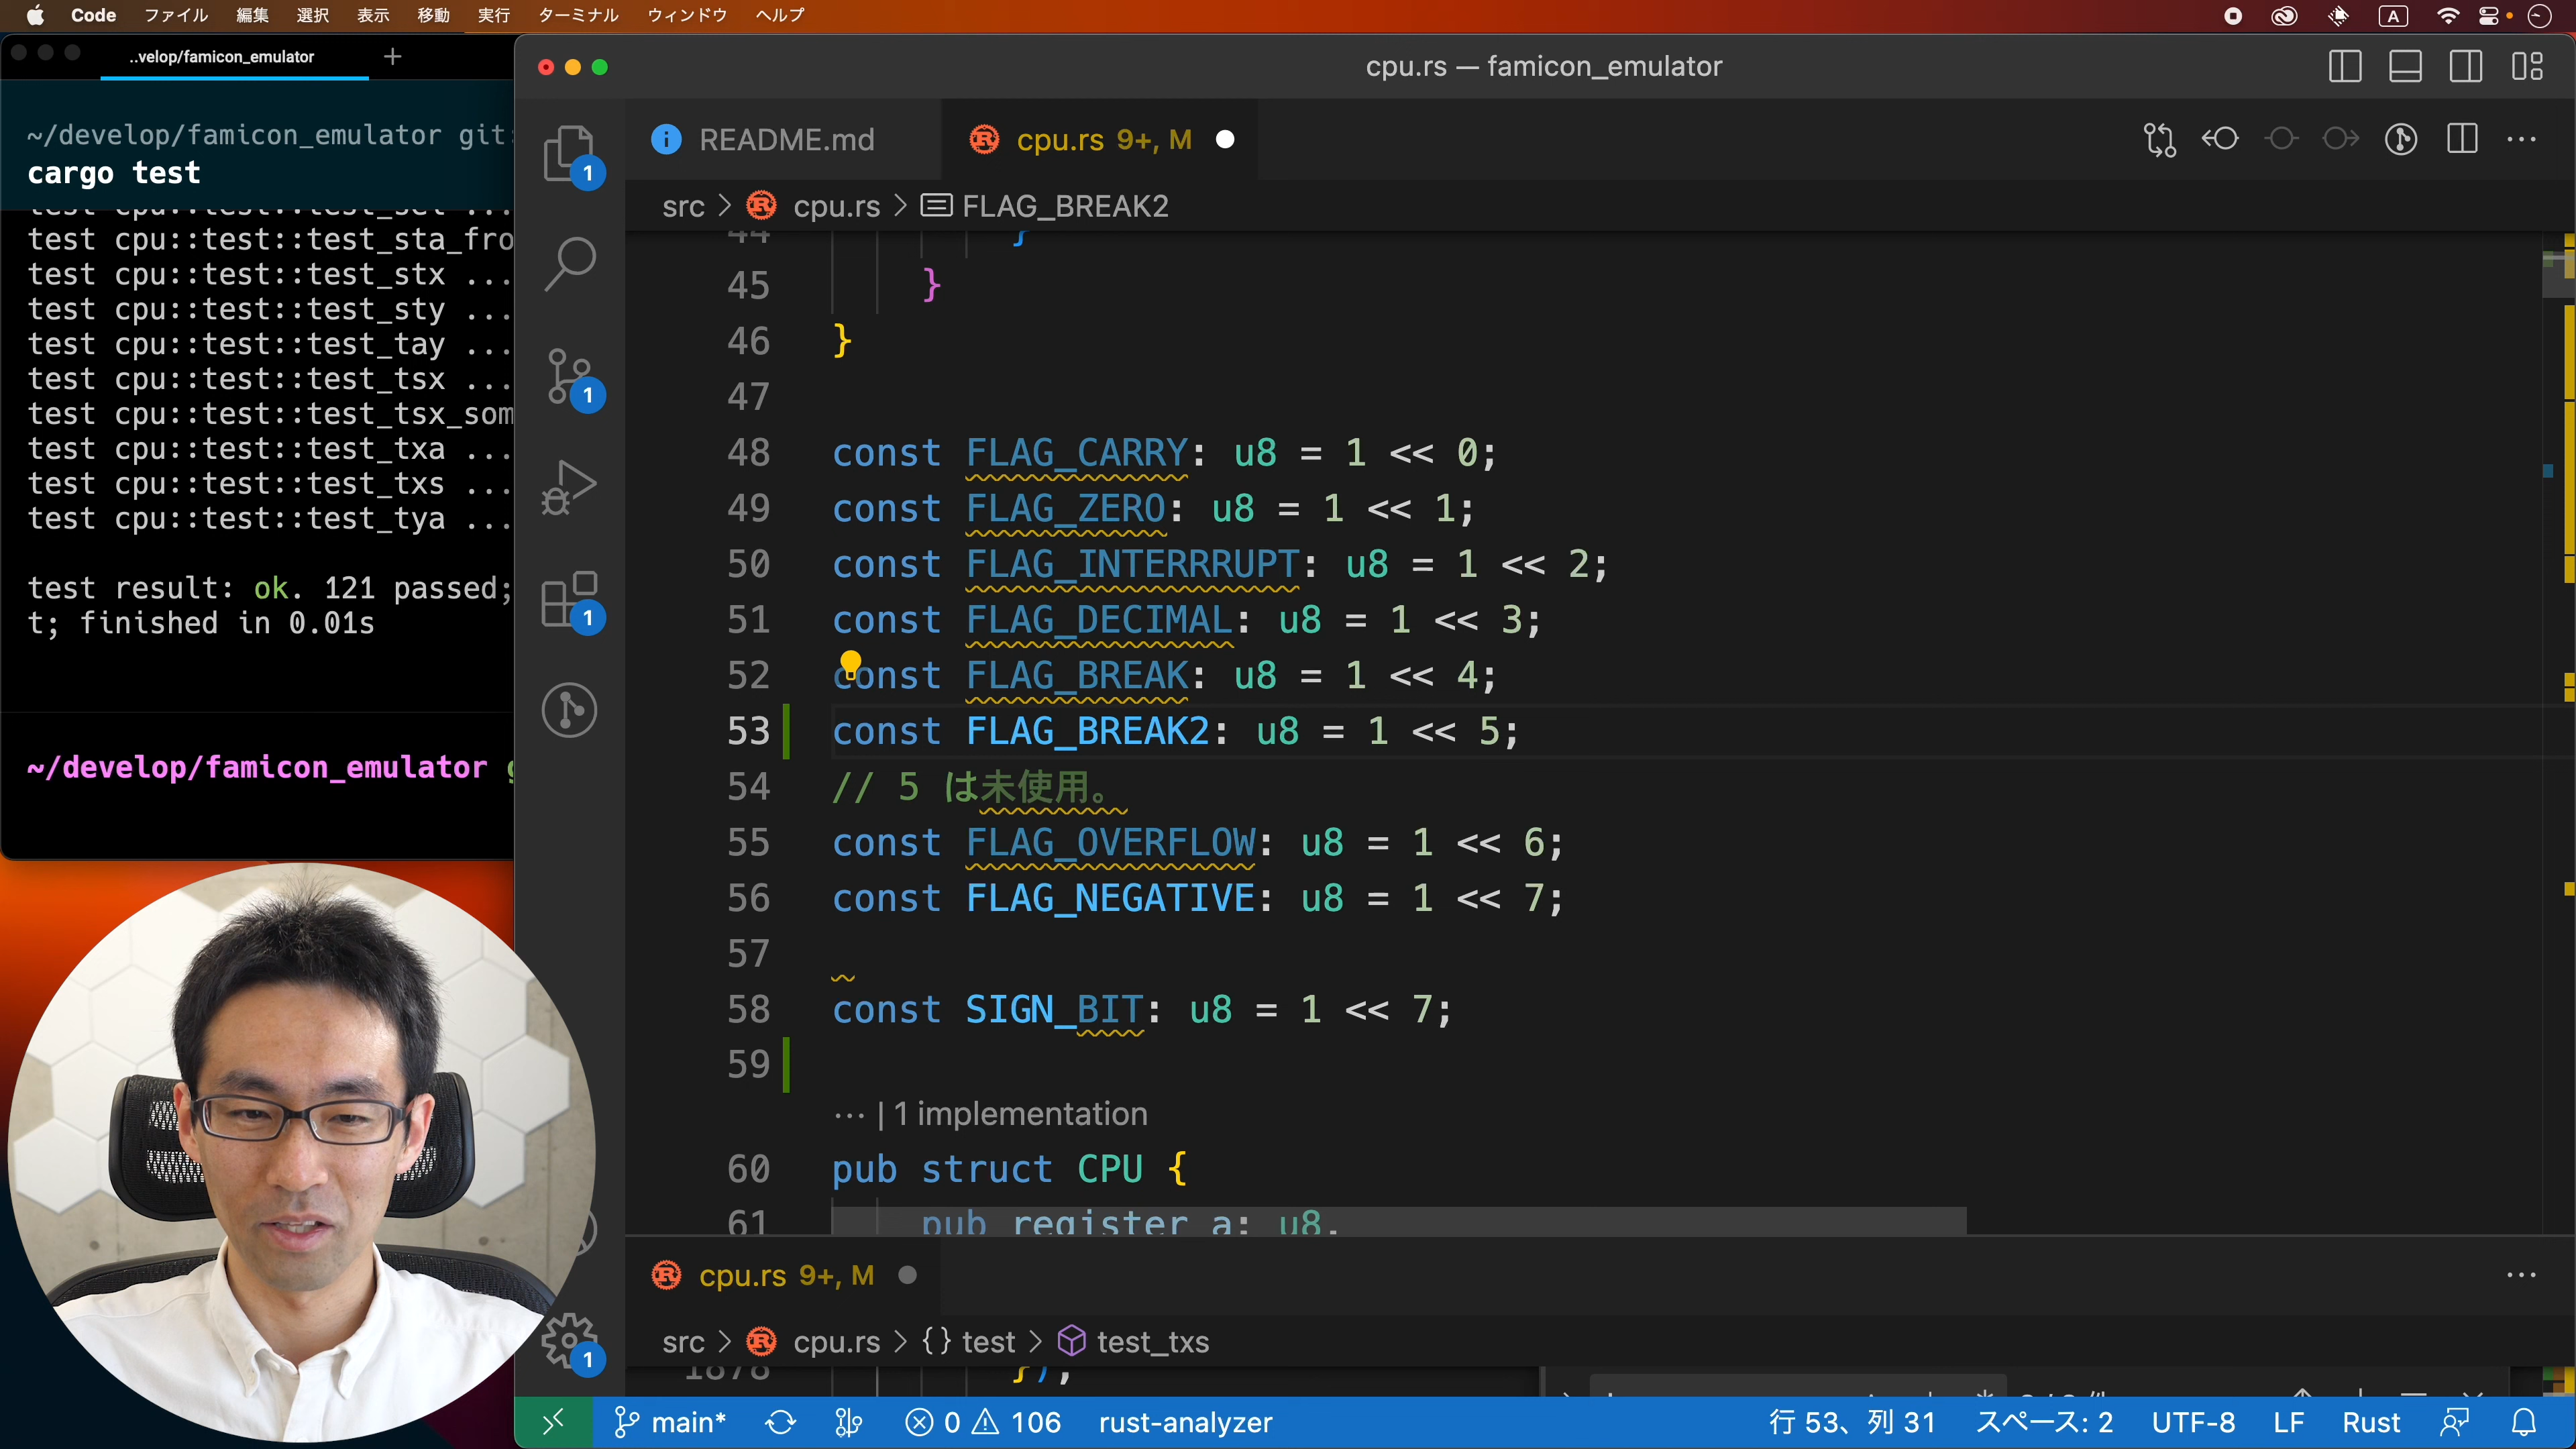 Code ファイル 編集 選択 表示 移動 実行 ターミナル ウィンドウ ヘルプ
A
..velop/famicon_emulator
~/develop/famicon_emulator git:
cargo test
test cpu::test::test_sta_fro
test cpu::test::test_stx ...
test cpu::test::test_sty ...
test cpu::test::test_tay ...
test cpu::test::test_tsx ...
test cpu::test::test_tsx_som
test cpu::test::test_txa ...
test cpu::test::test_txs ...
test cpu::test::test_tya ...
test result: ok. 121 passed;
t; finished in 0.01s
~/develop/famicon_emulator g
cpu.rs — famicon_emulator
README.md
cpu.rs 9+, M
src > cpu.rs > FLAG_BREAK2
44 }
45 }
46 }
47
48 const FLAG_CARRY: u8 = 1 << 0;
49 const FLAG_ZERO: u8 = 1 << 1;
50 const FLAG_INTERRRUPT: u8 = 1 << 2;
51 const FLAG_DECIMAL: u8 = 1 << 3;
52 const FLAG_BREAK: u8 = 1 << 4;
53 const FLAG_BREAK2: u8 = 1 << 5;
54 // 5 は未使用。
55 const FLAG_OVERFLOW: u8 = 1 << 6;
56 const FLAG_NEGATIVE: u8 = 1 << 7;
57
58 const SIGN_BIT: u8 = 1 << 7;
59
... | 1 implementation
60 pub struct CPU {
61 pub register_a: u8,
cpu.rs 9+, M
src > cpu.rs > {} test > test_txs
1878 });
1
1
1
1
main* 0 106 rust-analyzer
行 53、列 31 スペース: 2 UTF-8 LF Rust